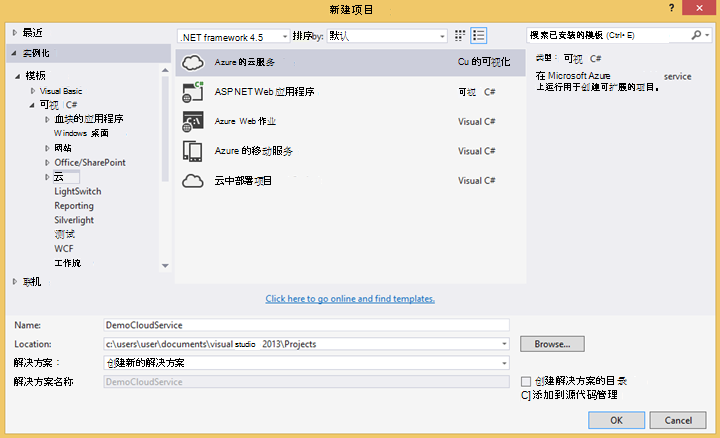 新建项目
最近
实例化
模板
Visual Basic
可视 C#
血块的应用程序
Windows 桌面
网站
Office/SharePoint
云
LightSwitch
Reporting
Silverlight
测试
WCF
工作流
联机
.NET framework 4.5 排序by: 默认
Azure 的云服务 Cu 的可视化
ASP.NET Web 应用程序 可视 C#
Azure Web 作业 Visual C#
Azure 的移动服务 Visual C#
云中部署项目 Visual C#
Click here to go online and find templates.
搜索已安装的模板 (Ctrl+ E)
类型: 可视 C#
在 Microsoft Azure service
上运行用于创建可扩展的项目。
Name: DemoCloudService
Location: c:\users\user\documents\visual studio 2013\Projects
Browse...
解决方案: 创建新的解决方案
解决方案名称 DemoCloudService
创建解决方案的目录
C]添加到源代码管理
OK Cancel